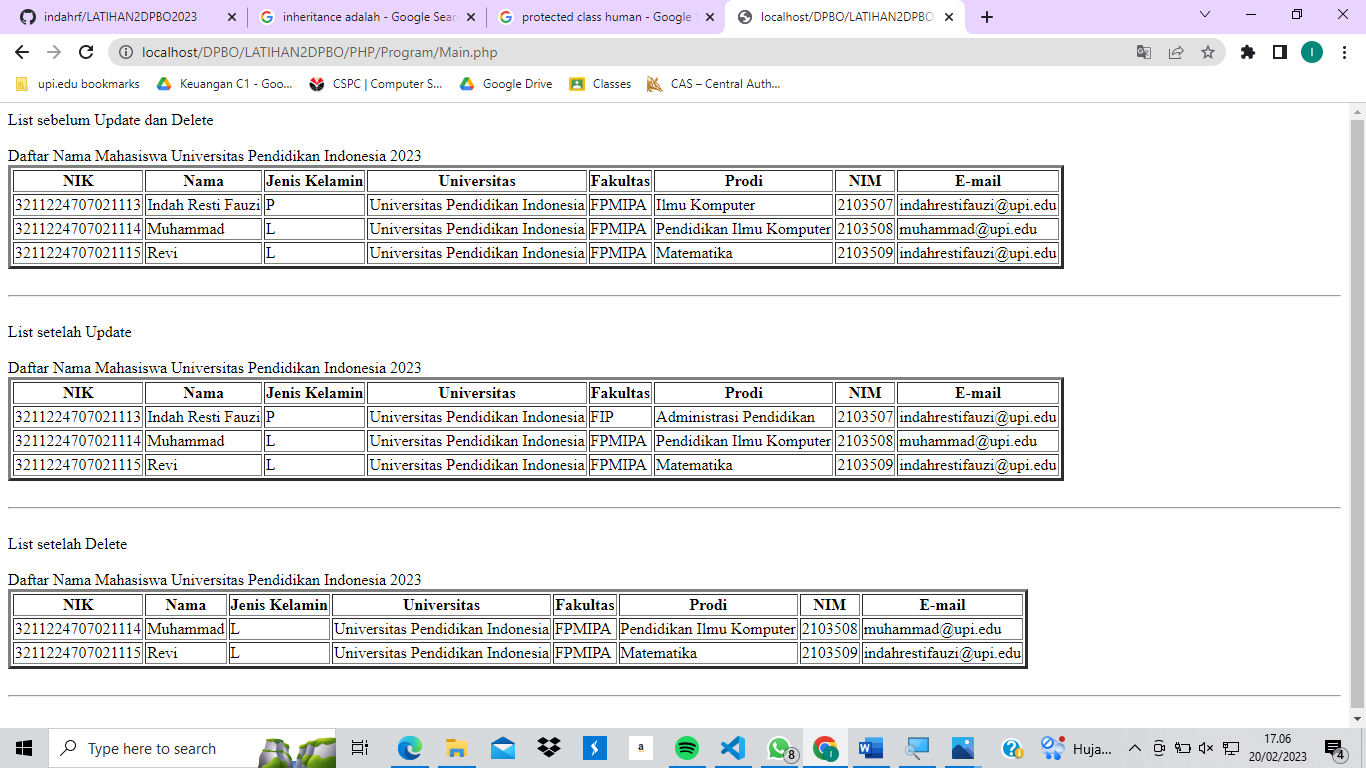 indahrf/LATIHAN2DPBO2023
inheritance adalah - Google Sear
protected class human - Google
localhost/DPBO/LATIHAN2DPBO
localhost/DPBO/LATIHAN2DPBO/PHP/Program/Main.php
I
upi.edu bookmarks
Keuangan C1 - Goo...
CSPC | Computer S...
Google Drive
Classes
CAS – Central Auth...
List sebelum Update dan Delete
Daftar Nama Mahasiswa Universitas Pendidikan Indonesia 2023
NIK Nama Jenis Kelamin Universitas Fakultas Prodi NIM E-mail
3211224707021113 Indah Resti Fauzi P Universitas Pendidikan Indonesia FPMIPA Ilmu Komputer 2103507 indahrestifauzi@upi.edu
3211224707021114 Muhammad L Universitas Pendidikan Indonesia FPMIPA Pendidikan Ilmu Komputer 2103508 muhammad@upi.edu
3211224707021115 Revi L Universitas Pendidikan Indonesia FPMIPA Matematika 2103509 indahrestifauzi@upi.edu
List setelah Update
Daftar Nama Mahasiswa Universitas Pendidikan Indonesia 2023
NIK Nama Jenis Kelamin Universitas Fakultas Prodi NIM E-mail
3211224707021113 Indah Resti Fauzi P Universitas Pendidikan Indonesia FIP Administrasi Pendidikan 2103507 indahrestifauzi@upi.edu
3211224707021114 Muhammad L Universitas Pendidikan Indonesia FPMIPA Pendidikan Ilmu Komputer 2103508 muhammad@upi.edu
3211224707021115 Revi L Universitas Pendidikan Indonesia FPMIPA Matematika 2103509 indahrestifauzi@upi.edu
List setelah Delete
Daftar Nama Mahasiswa Universitas Pendidikan Indonesia 2023
NIK Nama Jenis Kelamin Universitas Fakultas Prodi NIM E-mail
3211224707021114 Muhammad L Universitas Pendidikan Indonesia FPMIPA Pendidikan Ilmu Komputer 2103508 muhammad@upi.edu
3211224707021115 Revi L Universitas Pendidikan Indonesia FPMIPA Matematika 2103509 indahrestifauzi@upi.edu
Type here to search
a
8
I
Huja...
17.06
20/02/2023
4